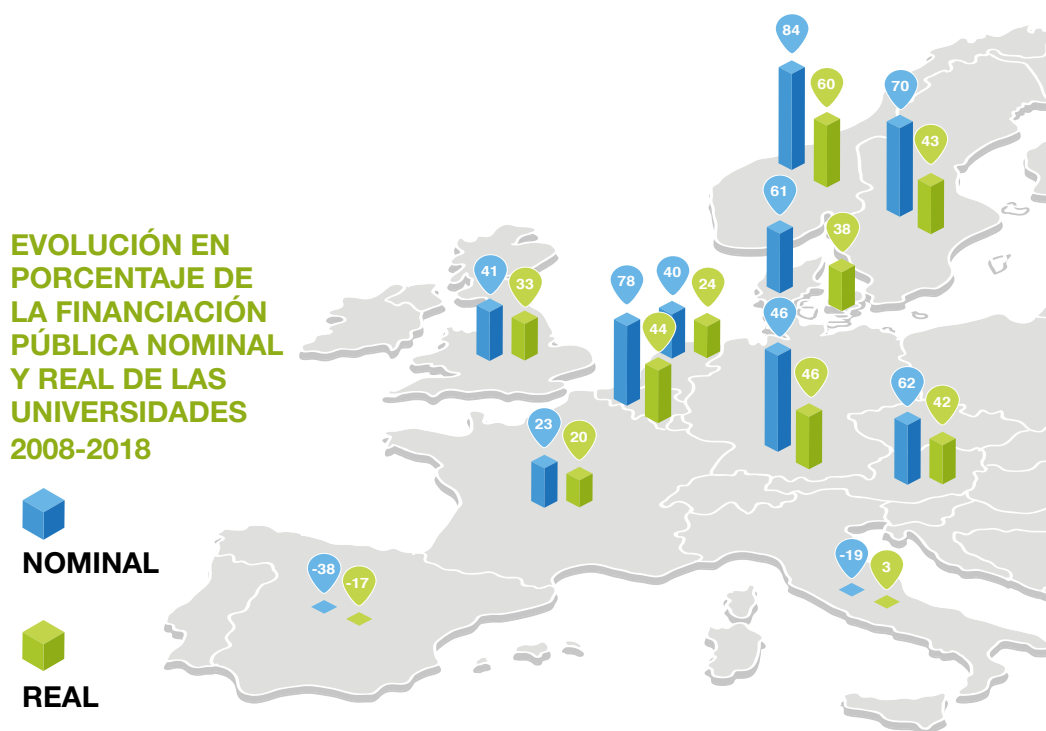 EVOLUCIÓN EN
PORCENTAJE DE
LA FINANCIACIÓN
PÚBLICA NOMINAL
Y REAL DE LAS
UNIVERSIDADES
2008-2018
NOMINAL
REAL
84
60
70
43
61
38
41
33
78
40
24
44
46
46
62
42
23
20
-38
-17
-19
3